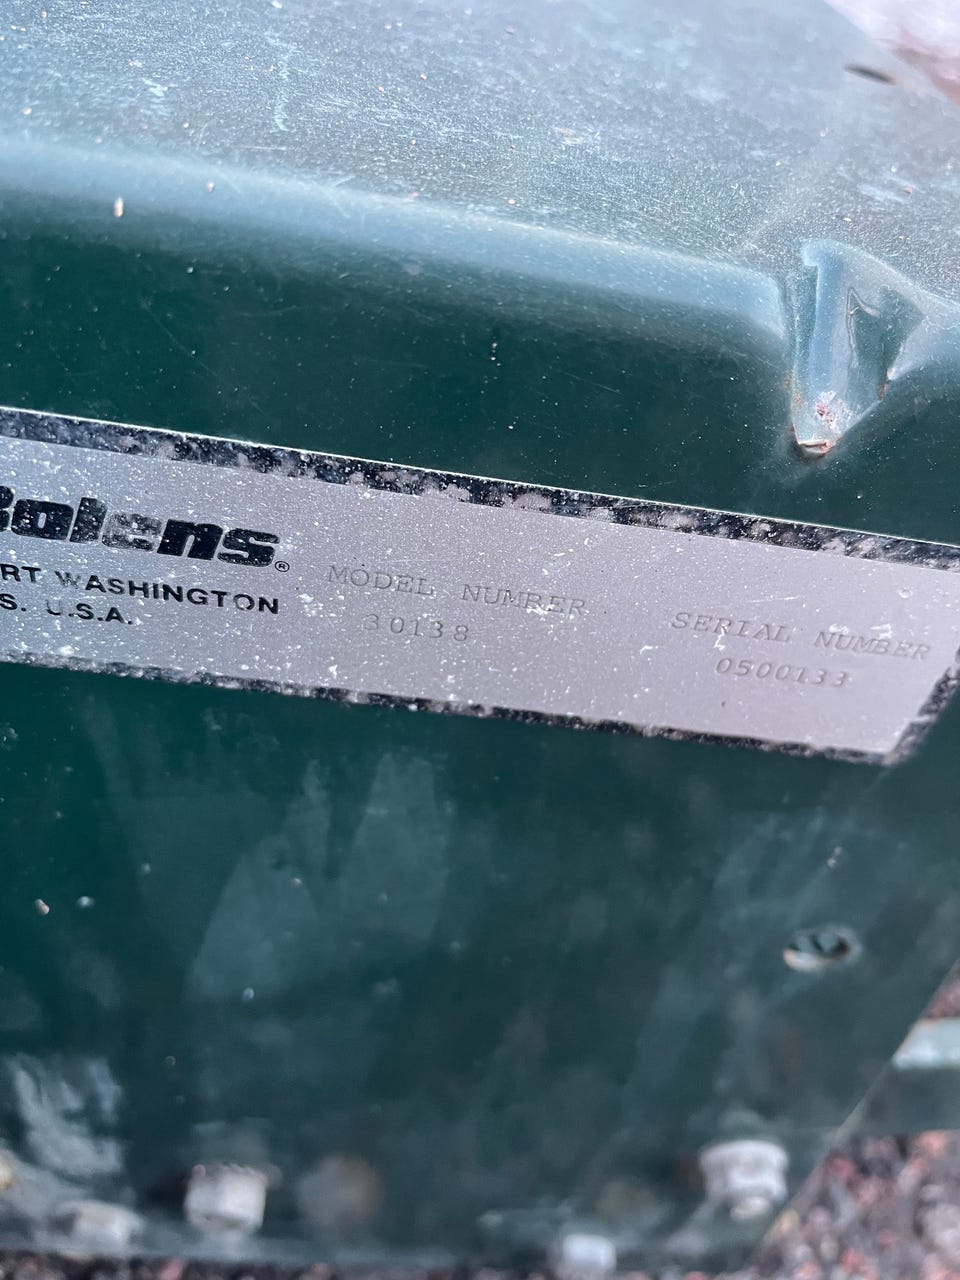 Bolens®
RT WASHINGTON
S. U.S.A.
MODEL NUMBER
30138
SERIAL NUMBER
0500133